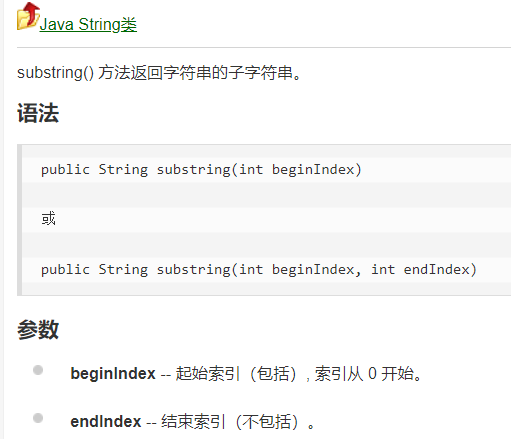 Java String类
substring() 方法返回字符串的子字符串。
语法
public String substring(int beginIndex)
或
public String substring(int beginIndex, int endIndex)
参数
beginIndex -- 起始索引（包括）, 索引从 0 开始。
endIndex -- 结束索引（不包括）。